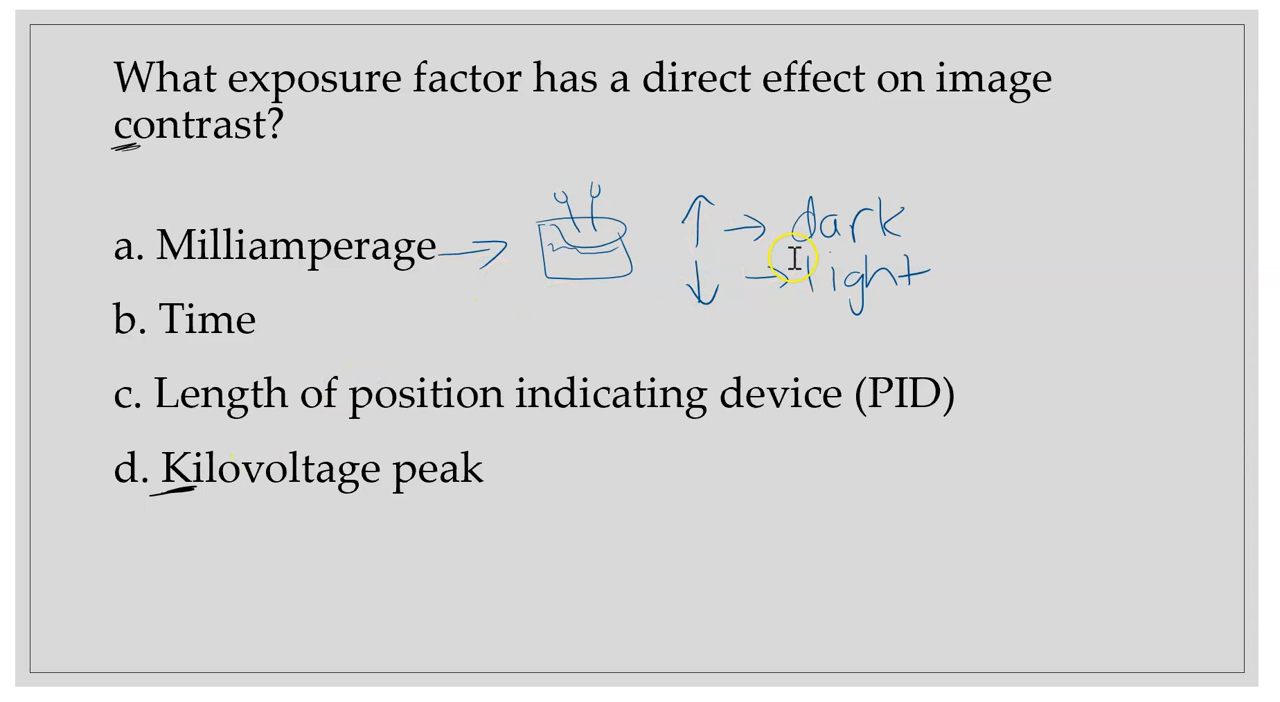 What exposure factor has a direct effect on image
contrast?
a. Milliamperage
dark
light
b. Time
c. Length of position indicating device (PID)
d. Kilovoltage peak